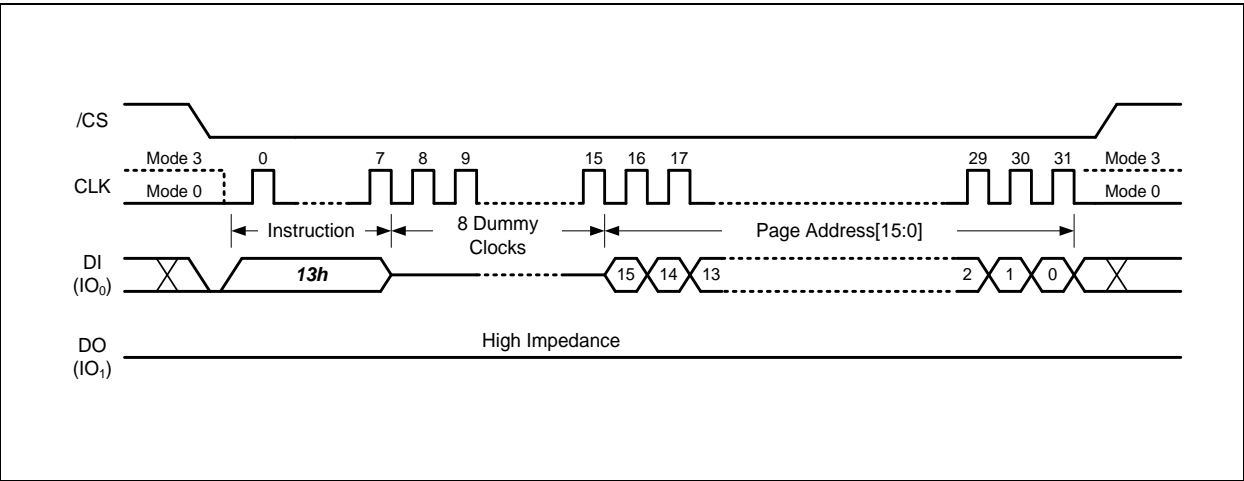 /CS
Mode 3 0 7 8 9 15 16 17 29 30 31 Mode 3
CLK
Mode 0 Mode 0
Instruction 8 Dummy Clocks Page Address[15:0]
DI
(IO₀)
13h 15 14 13 2 1 0
High Impedance
DO
(IO₁)